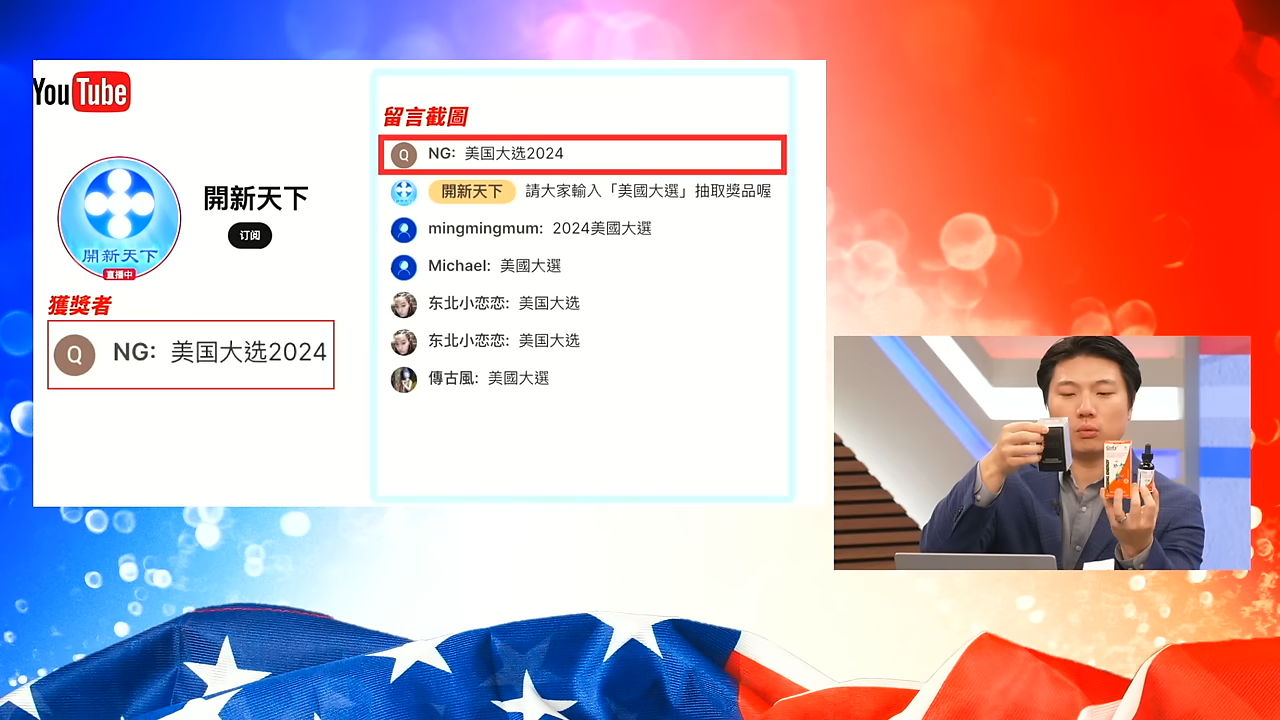 YouTube
開新天下
直播中
開新天下
订阅
獲獎者
Q NG: 美国大选2024
留言截圖
Q NG: 美国大选2024
開新天下 請大家輸入「美國大選」抽取獎品喔
mingmingmum: 2024美國大選
Michael: 美國大選
东北小恋恋: 美国大选
东北小恋恋: 美国大选
傳古風: 美國大選